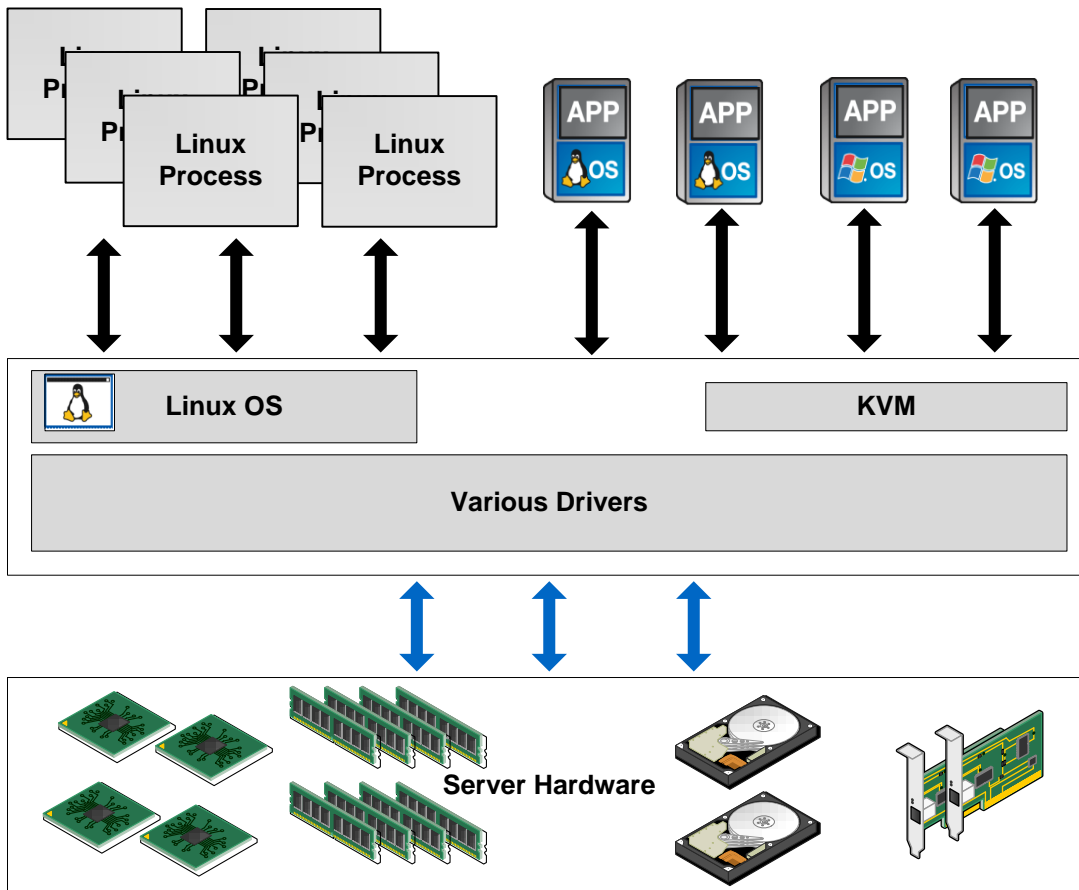 Linux
Process
Linux
Process
APP
OS
APP
OS
APP
OS
APP
OS
Linux OS
KVM
Various Drivers
Server Hardware